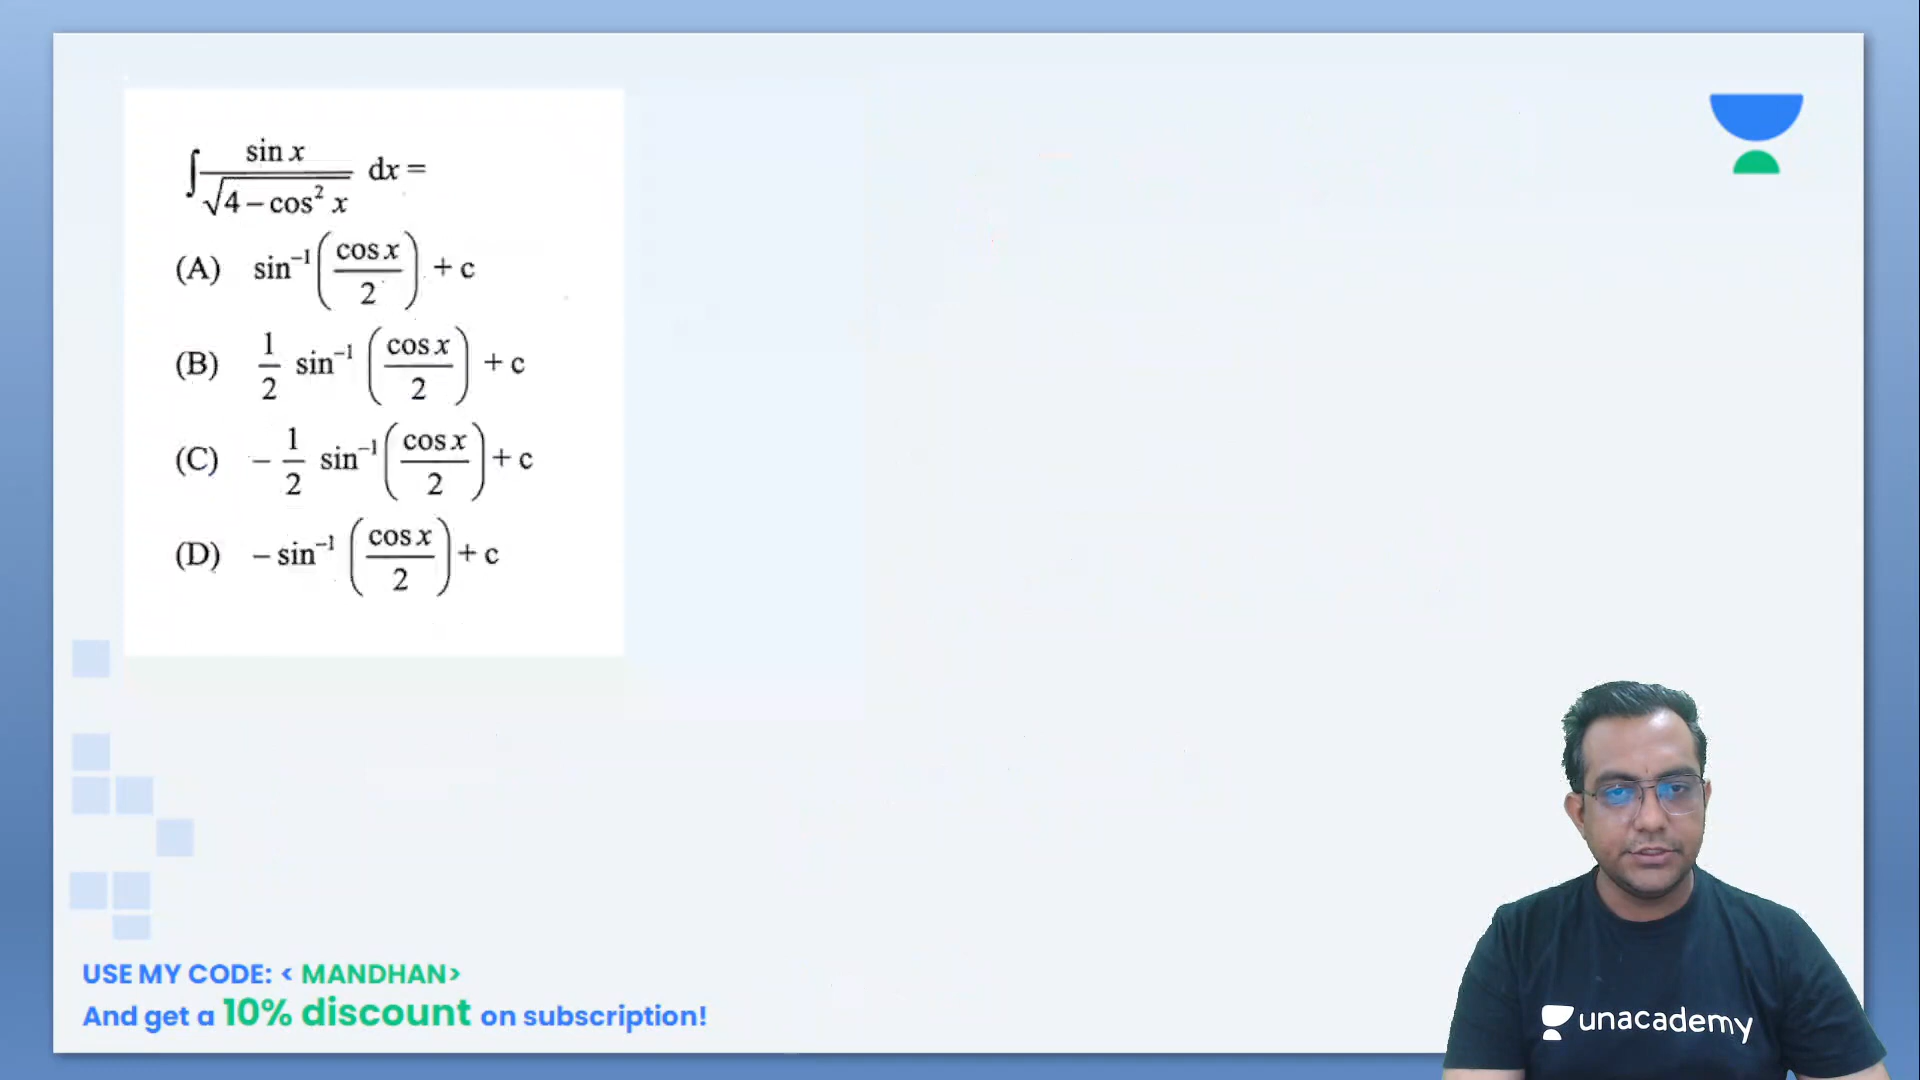 ∫ sin x / √(4 – cos² x) dx =
(A) sin⁻¹ (cos x / 2) + c
(B) 1/2 sin⁻¹ (cos x / 2) + c
(C) – 1/2 sin⁻¹ (cos x / 2) + c
(D) – sin⁻¹ (cos x / 2) + c
USE MY CODE: < MANDHAN>
And get a 10% discount on subscription!
unacademy